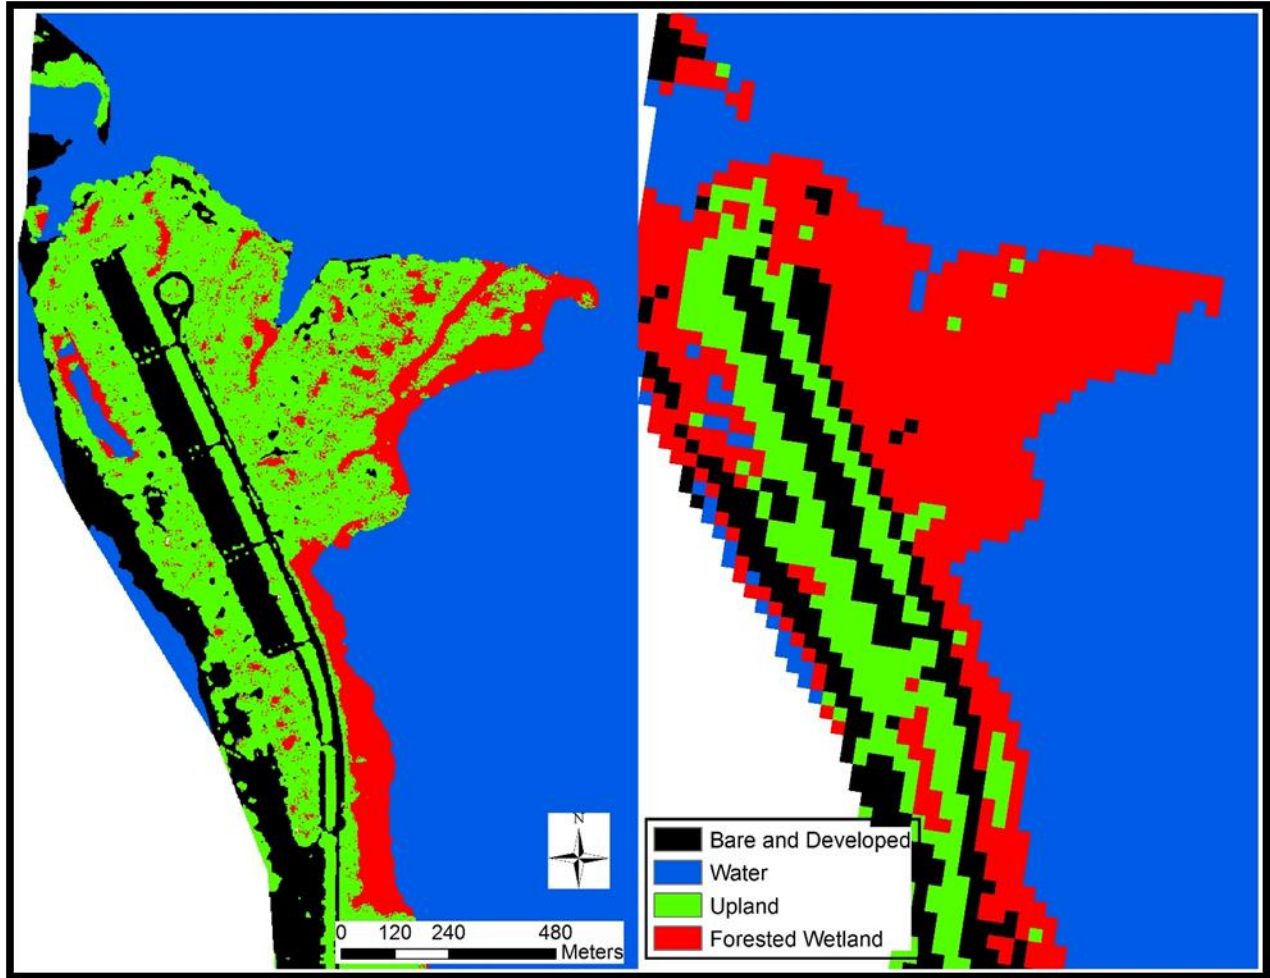 N
0 120 240 480
Meters
Bare and Developed
Water
Upland
Forested Wetland